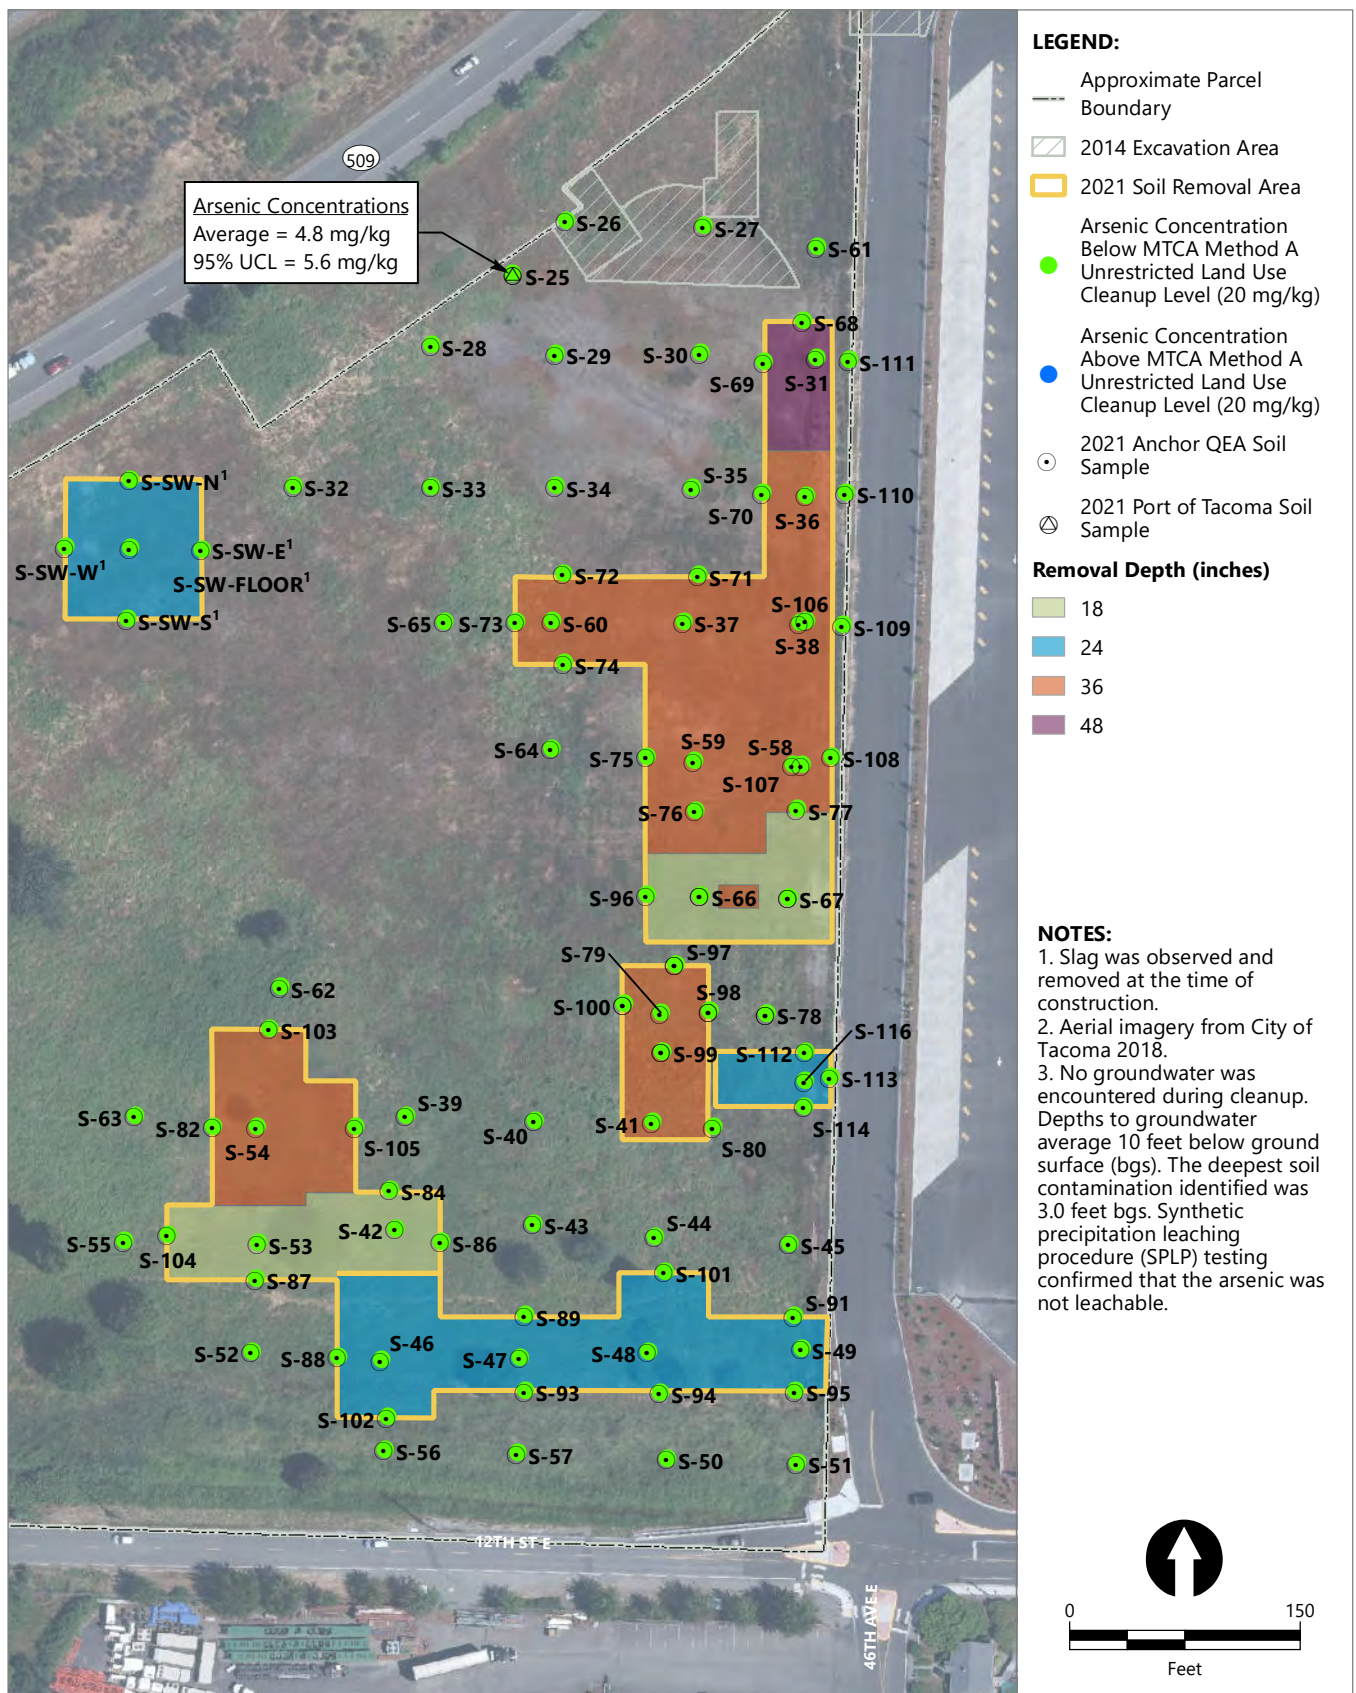 509
Arsenic Concentrations
Average = 4.8 mg/kg
95% UCL = 5.6 mg/kg
S-26
S-27
S-61
S-25
S-68
S-28
S-29
S-30
S-69
S-31
S-111
S-SW-N¹
S-32
S-33
S-34
S-35
S-70
S-36
S-110
S-SW-W¹
S-SW-E¹
S-SW-FLOOR¹
S-SW-S¹
S-72
S-71
S-65
S-73
S-60
S-37
S-106
S-38
S-109
S-74
S-64
S-75
S-59
S-58
S-107
S-108
S-76
S-77
S-96
S-66
S-67
S-79
S-97
S-62
S-100
S-98
S-78
S-103
S-116
S-99
S-112
S-113
S-63
S-82
S-54
S-105
S-39
S-40
S-41
S-80
S-114
S-84
S-55
S-104
S-53
S-42
S-86
S-43
S-44
S-45
S-87
S-101
S-89
S-91
S-52
S-88
S-46
S-47
S-48
S-49
S-93
S-94
S-95
S-102
S-56
S-57
S-50
S-51
12TH ST E
46TH AVE E
LEGEND:
Approximate Parcel
Boundary
2014 Excavation Area
2021 Soil Removal Area
Arsenic Concentration
Below MTCA Method A
Unrestricted Land Use
Cleanup Level (20 mg/kg)
Arsenic Concentration
Above MTCA Method A
Unrestricted Land Use
Cleanup Level (20 mg/kg)
2021 Anchor QEA Soil
Sample
2021 Port of Tacoma Soil
Sample
Removal Depth (inches)
18
24
36
48
NOTES:
1. Slag was observed and
removed at the time of
construction.
2. Aerial imagery from City of
Tacoma 2018.
3. No groundwater was
encountered during cleanup.
Depths to groundwater
average 10 feet below ground
surface (bgs). The deepest soil
contamination identified was
3.0 feet bgs. Synthetic
precipitation leaching
procedure (SPLP) testing
confirmed that the arsenic was
not leachable.
0
150
Feet